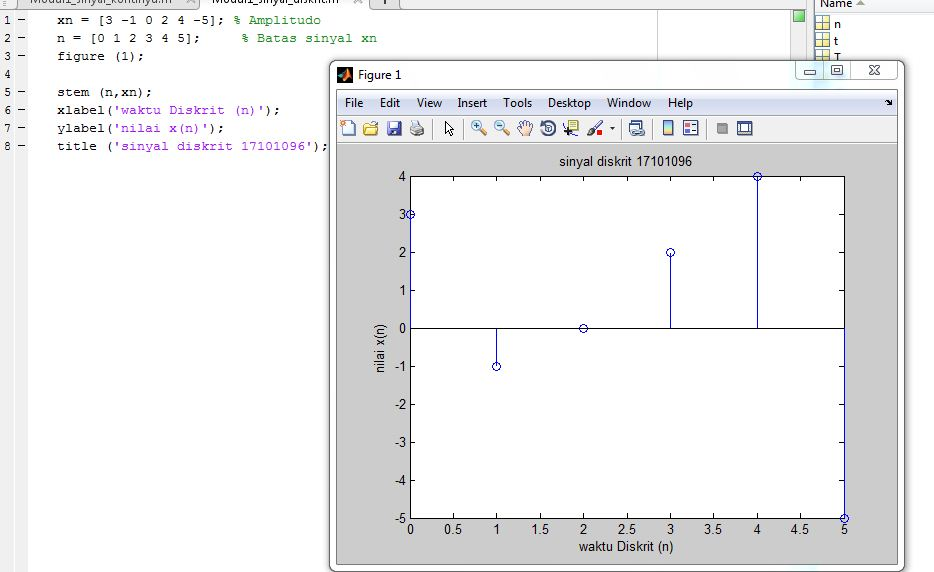 Modul1_sinyal_kontinyu.m Modul1_sinyal_diskrit.m +
Name
n
t
T
1 – xn = [3 -1 0 2 4 -5]; % Amplitudo
2 – n = [0 1 2 3 4 5]; % Batas sinyal xn
3 – figure (1);
4
5 – stem (n,xn);
6 – xlabel('waktu Diskrit (n)');
7 – ylabel('nilai x(n)');
8 – title ('sinyal diskrit 17101096');
Figure 1
File Edit View Insert Tools Desktop Window Help
sinyal diskrit 17101096
4
3
2
1
0
-1
-2
-3
-4
-5
nilai x(n)
0 0.5 1 1.5 2 2.5 3 3.5 4 4.5 5
waktu Diskrit (n)